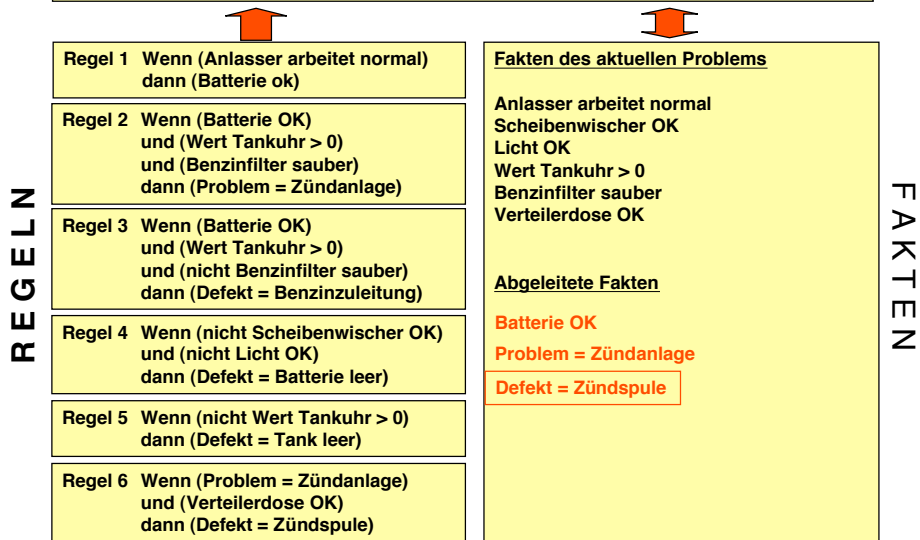 REGELN
Regel 1 Wenn (Anlasser arbeitet normal)
dann (Batterie ok)
Regel 2 Wenn (Batterie OK)
und (Wert Tankuhr > 0)
und (Benzinfilter sauber)
dann (Problem = Zündanlage)
Regel 3 Wenn (Batterie OK)
und (Wert Tankuhr > 0)
und (nicht Benzinfilter sauber)
dann (Defekt = Benzinzuleitung)
Regel 4 Wenn (nicht Scheibenwischer OK)
und (nicht Licht OK)
dann (Defekt = Batterie leer)
Regel 5 Wenn (nicht Wert Tankuhr > 0)
dann (Defekt = Tank leer)
Regel 6 Wenn (Problem = Zündanlage)
und (Verteilerdose OK)
dann (Defekt = Zündspule)
Fakten des aktuellen Problems
Anlasser arbeitet normal
Scheibenwischer OK
Licht OK
Wert Tankuhr > 0
Benzinfilter sauber
Verteilerdose OK
Abgeleitete Fakten
Batterie OK
Problem = Zündanlage
Defekt = Zündspule
FAKTEN